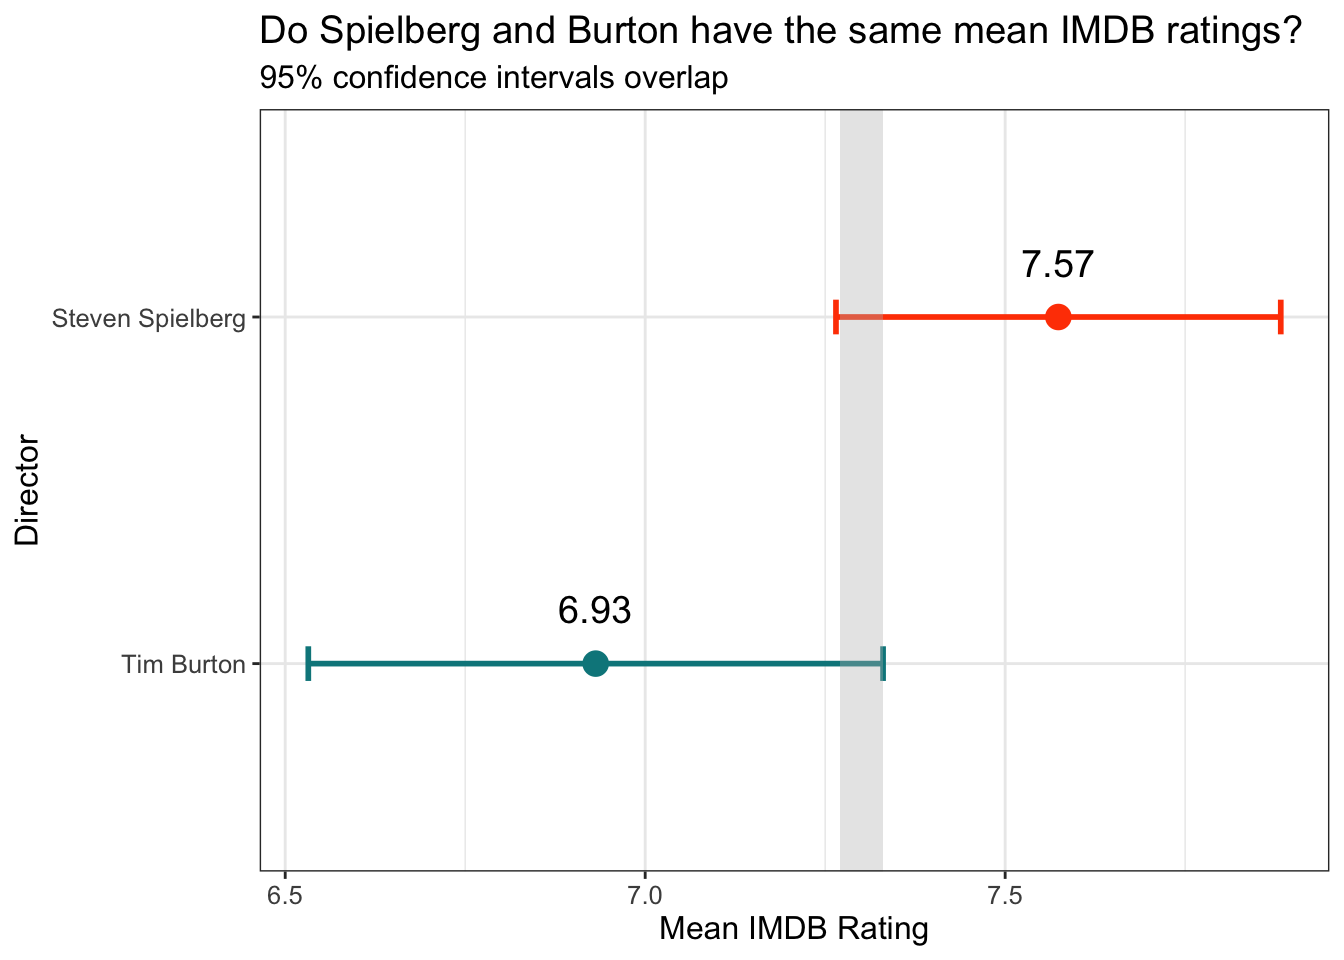 Do Spielberg and Burton have the same mean IMDB ratings?
95% confidence intervals overlap
7.57
Steven Spielberg
Director
6.93
Tim Burton
6.5
7.0
7.5
Mean IMDB Rating